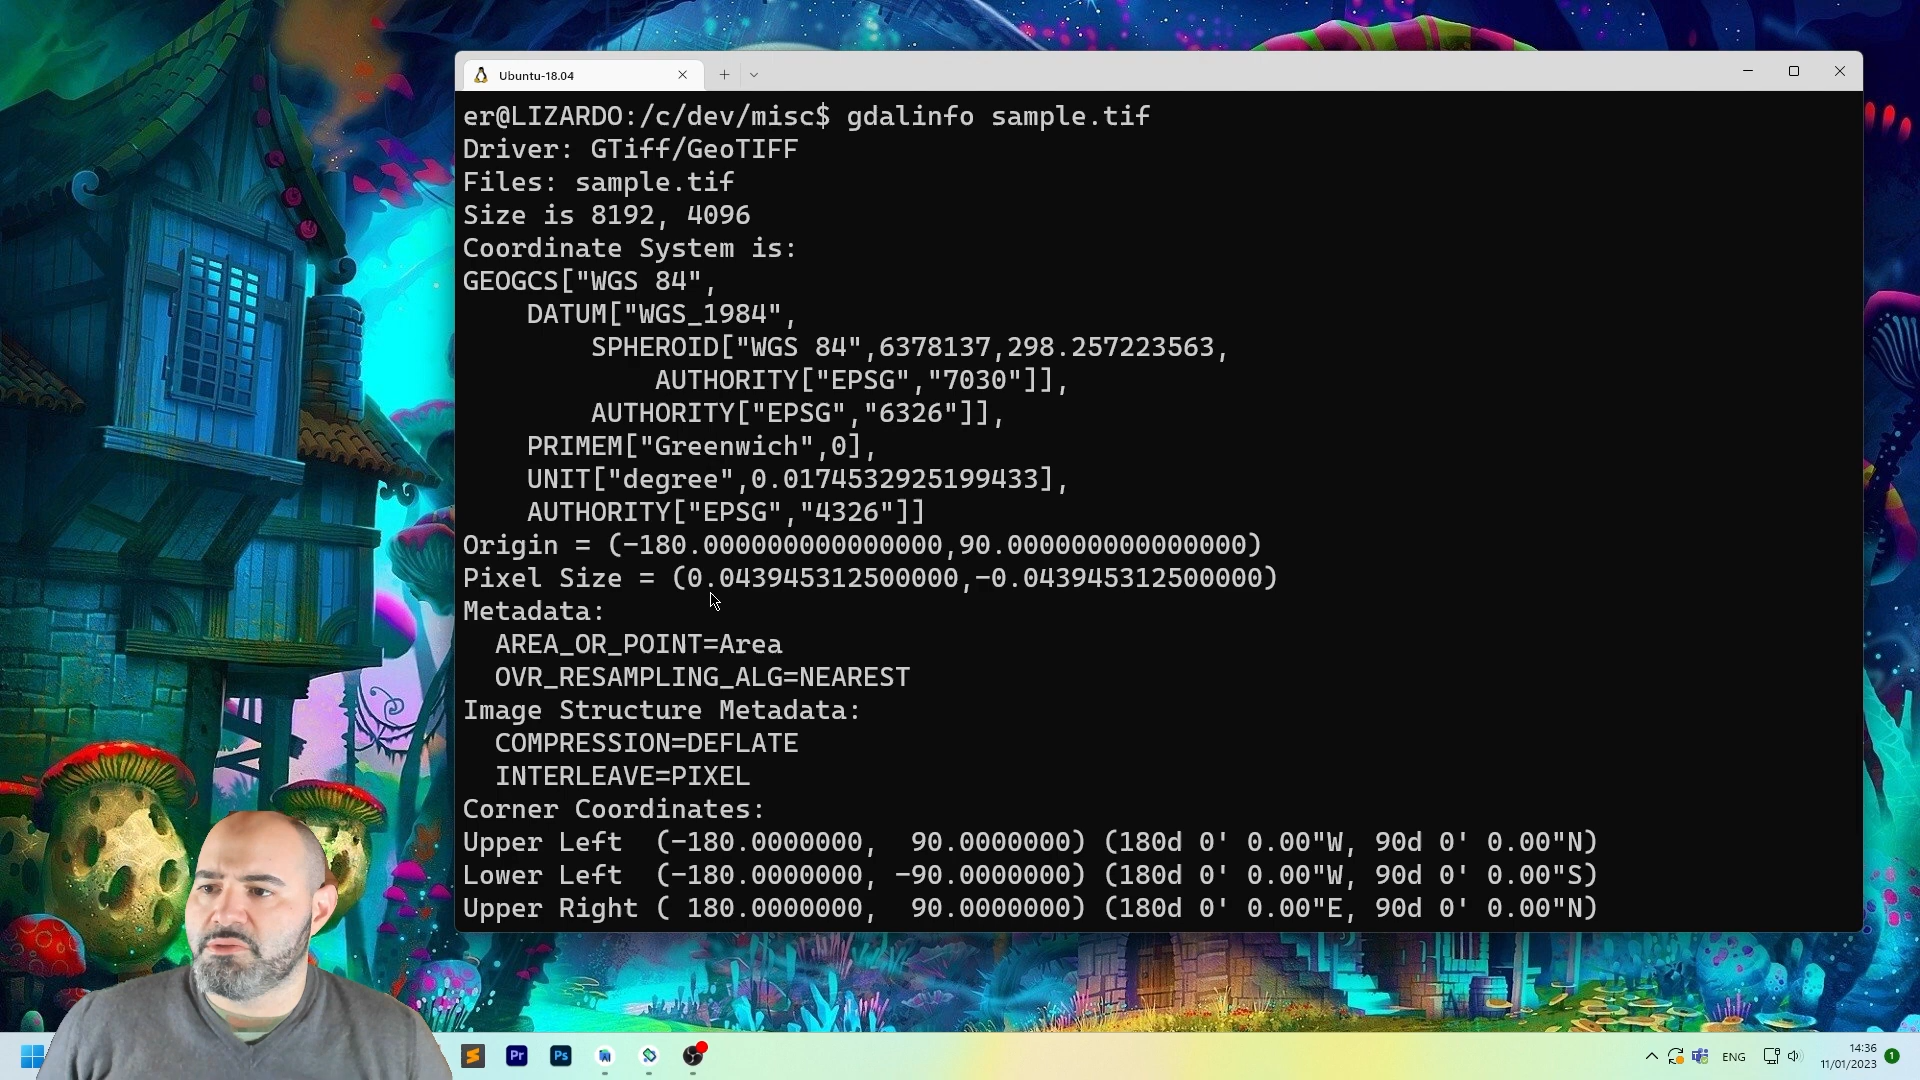 Ubuntu-18.04
er@LIZARDO:/c/dev/misc$ gdalinfo sample.tif
Driver: GTiff/GeoTIFF
Files: sample.tif
Size is 8192, 4096
Coordinate System is:
GEOGCS["WGS 84",
    DATUM["WGS_1984",
        SPHEROID["WGS 84",6378137,298.257223563,
            AUTHORITY["EPSG","7030"]],
        AUTHORITY["EPSG","6326"]],
    PRIMEM["Greenwich",0],
    UNIT["degree",0.0174532925199433],
    AUTHORITY["EPSG","4326"]]
Origin = (-180.000000000000000,90.000000000000000)
Pixel Size = (0.043945312500000,-0.043945312500000)
Metadata:
  AREA_OR_POINT=Area
  OVR_RESAMPLING_ALG=NEAREST
Image Structure Metadata:
  COMPRESSION=DEFLATE
  INTERLEAVE=PIXEL
Corner Coordinates:
Upper Left  (-180.0000000,  90.0000000) (180d 0' 0.00"W, 90d 0' 0.00"N)
Lower Left  (-180.0000000, -90.0000000) (180d 0' 0.00"W, 90d 0' 0.00"S)
Upper Right ( 180.0000000,  90.0000000) (180d 0' 0.00"E, 90d 0' 0.00"N)
Pr
Ps
ENG
14:36
11/01/2023
1